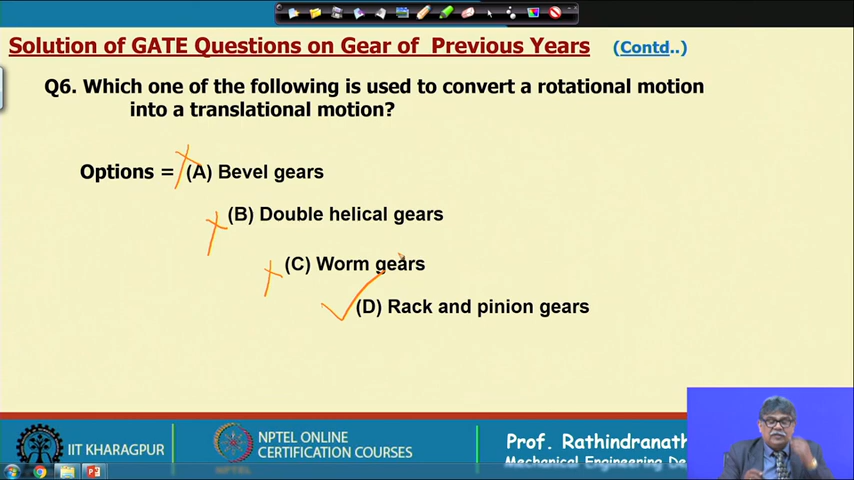 Solution of GATE Questions on Gear of Previous Years (Contd..)
Q6. Which one of the following is used to convert a rotational motion
into a translational motion?
Options = (A) Bevel gears
(B) Double helical gears
(C) Worm gears
(D) Rack and pinion gears
IIT KHARAGPUR
NPTEL ONLINE
CERTIFICATION COURSES
Prof. Rathindranath
Mechanical Engineering De